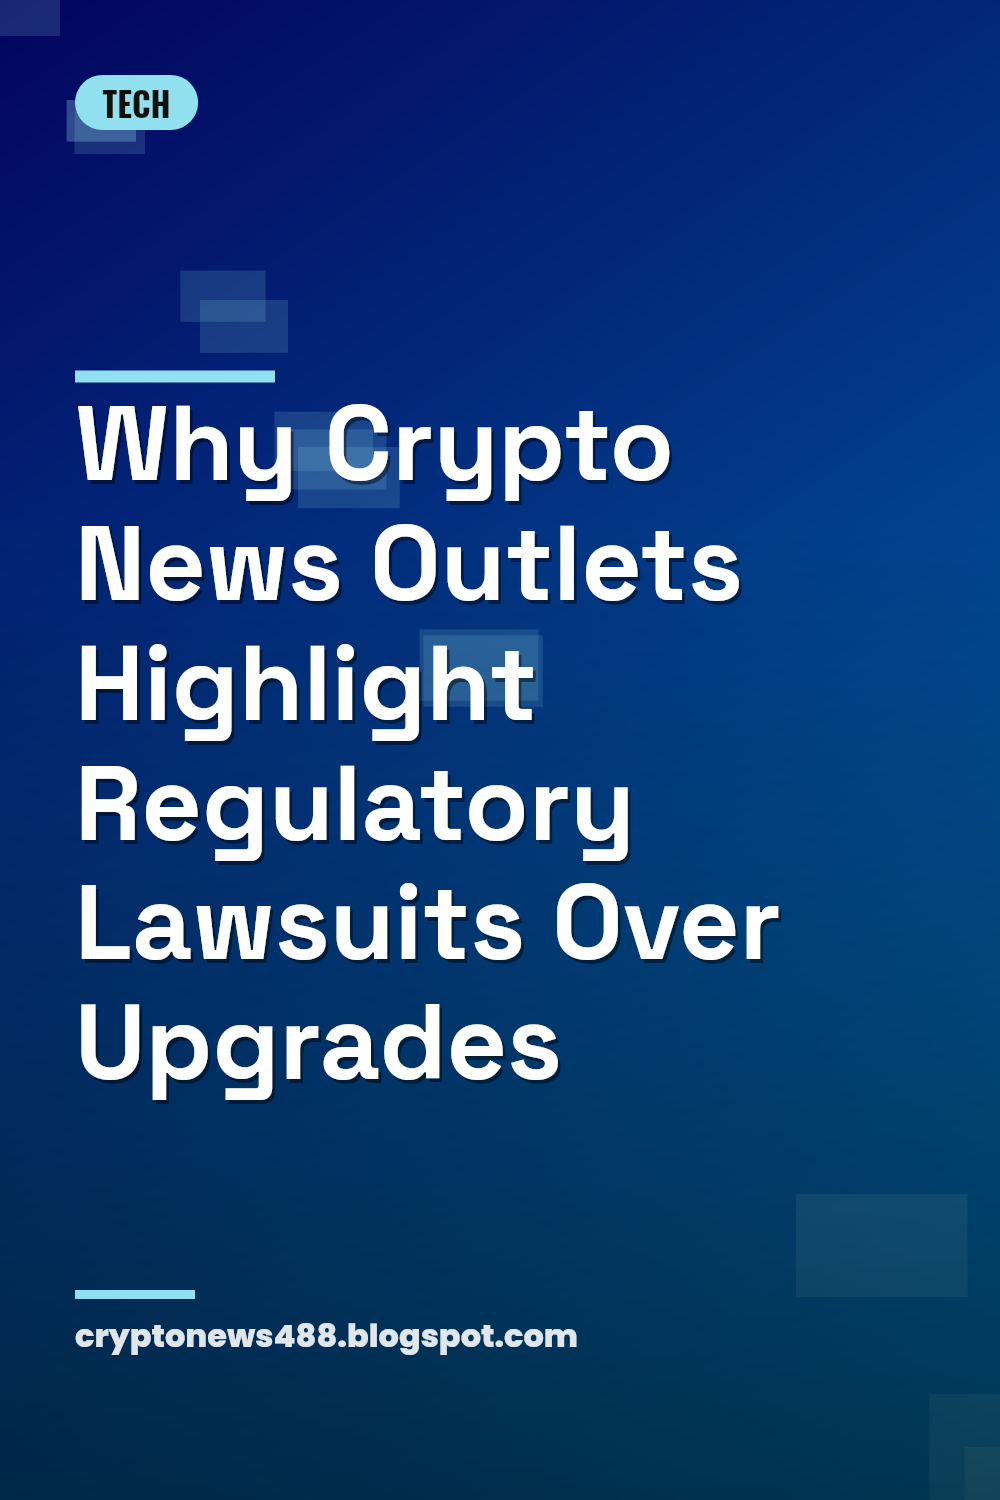 TECH
Why Crypto
News Outlets
Highlight
Regulatory
Lawsuits Over
Upgrades
cryptonews488.blogspot.com